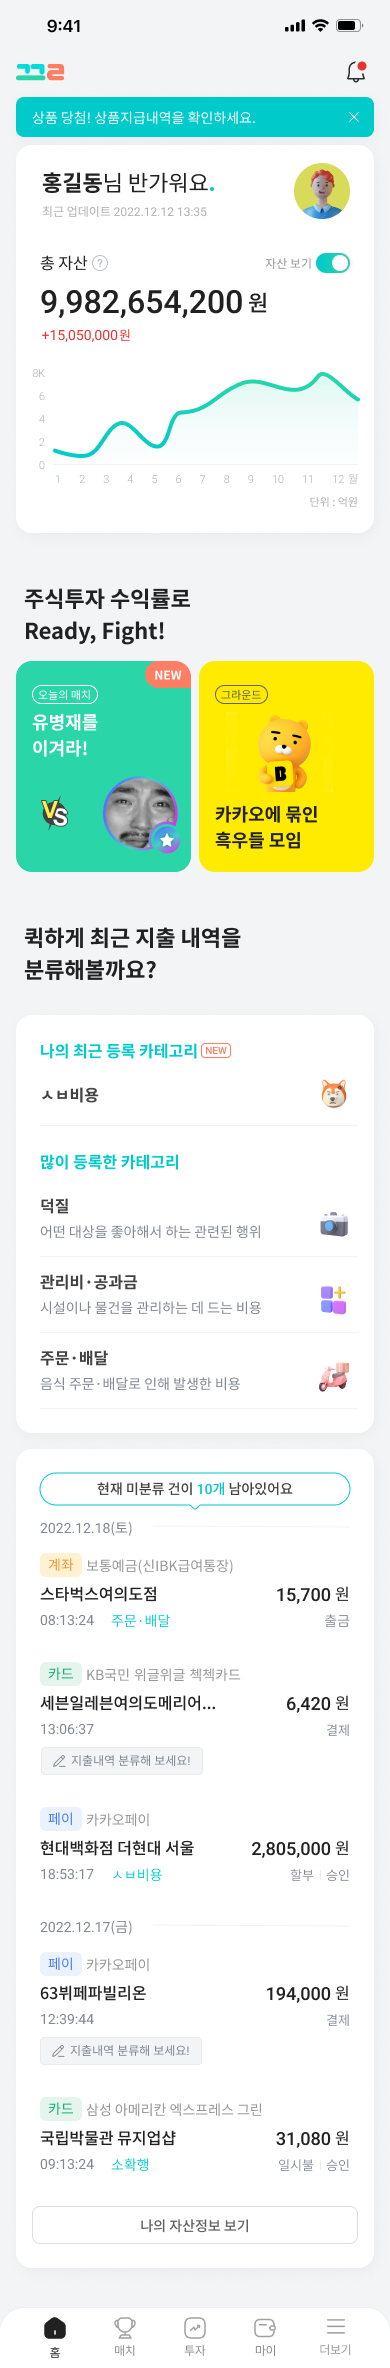 9:41
끄크
상품 당첨! 상품지급내역을 확인하세요.
홍길동님 반가워요.
최근 업데이트 2022.12.12 13:35
총 자산 ?
자산 보기
9,982,654,200 원
+15,050,000원
8K
6
4
2
0
1 2 3 4 5 6 7 8 9 10 11 12 월
단위 : 억원
주식투자 수익률로
Ready, Fight!
NEW
오늘의 매치
유병재를
이겨라!
VS
그라운드
B
카카오에 묶인
흑우들 모임
퀵하게 최근 지출 내역을
분류해볼까요?
나의 최근 등록 카테고리 NEW
ㅅㅂ비용
많이 등록한 카테고리
덕질
어떤 대상을 좋아해서 하는 관련된 행위
관리비·공과금
시설이나 물건을 관리하는 데 드는 비용
주문·배달
음식 주문·배달로 인해 발생한 비용
현재 미분류 건이 10개 남아있어요
2022.12.18(토)
계좌 보통예금(신IBK급여통장)
스타벅스여의도점 15,700 원
08:13:24 주문·배달 출금
카드 KB국민 위글위글 첵첵카드
세븐일레븐여의도메리어... 6,420 원
13:06:37 결제
지출내역 분류해 보세요!
페이 카카오페이
현대백화점 더현대 서울 2,805,000 원
18:53:17 ㅅㅂ비용 할부 | 승인
2022.12.17(금)
페이 카카오페이
63뷔페파빌리온 194,000 원
12:39:44 결제
지출내역 분류해 보세요!
카드 삼성 아메리칸 엑스프레스 그린
국립박물관 뮤지업샵 31,080 원
09:13:24 소확행 일시불 | 승인
나의 자산정보 보기
홈 매치 투자 마이 더보기